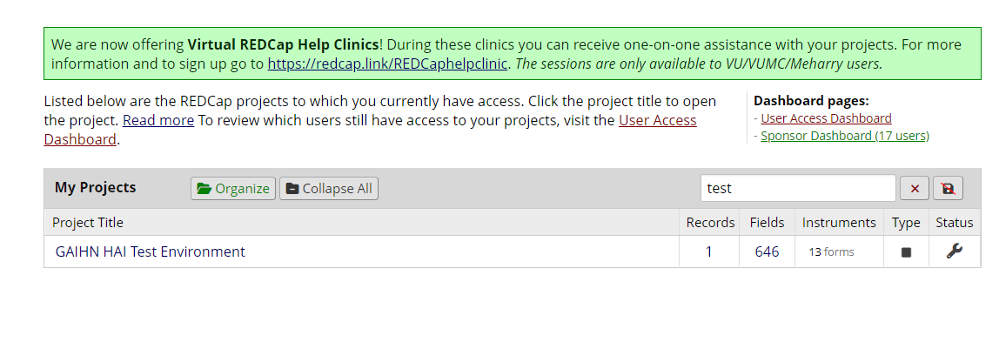 We are now offering Virtual REDCap Help Clinics! During these clinics you can receive one-on-one assistance with your projects. For more
information and to sign up go to https://redcap.link/REDCaphelpclinic. The sessions are only available to VU/VUMC/Meharry users.
Listed below are the REDCap projects to which you currently have access. Click the project title to open
the project. Read more To review which users still have access to your projects, visit the User Access
Dashboard.
Dashboard pages:
- User Access Dashboard
- Sponsor Dashboard (17 users)
My Projects Organize Collapse All test
Project Title Records Fields Instruments Type Status
GAIHN HAI Test Environment 1 646 13 forms